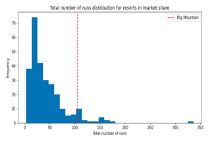 Total number of runs distribution for resorts in market share
Big Mountain
70
60
50
40
30
20
10
0
Frequency
0 50 100 150 200 250 300 350
Total number of runs